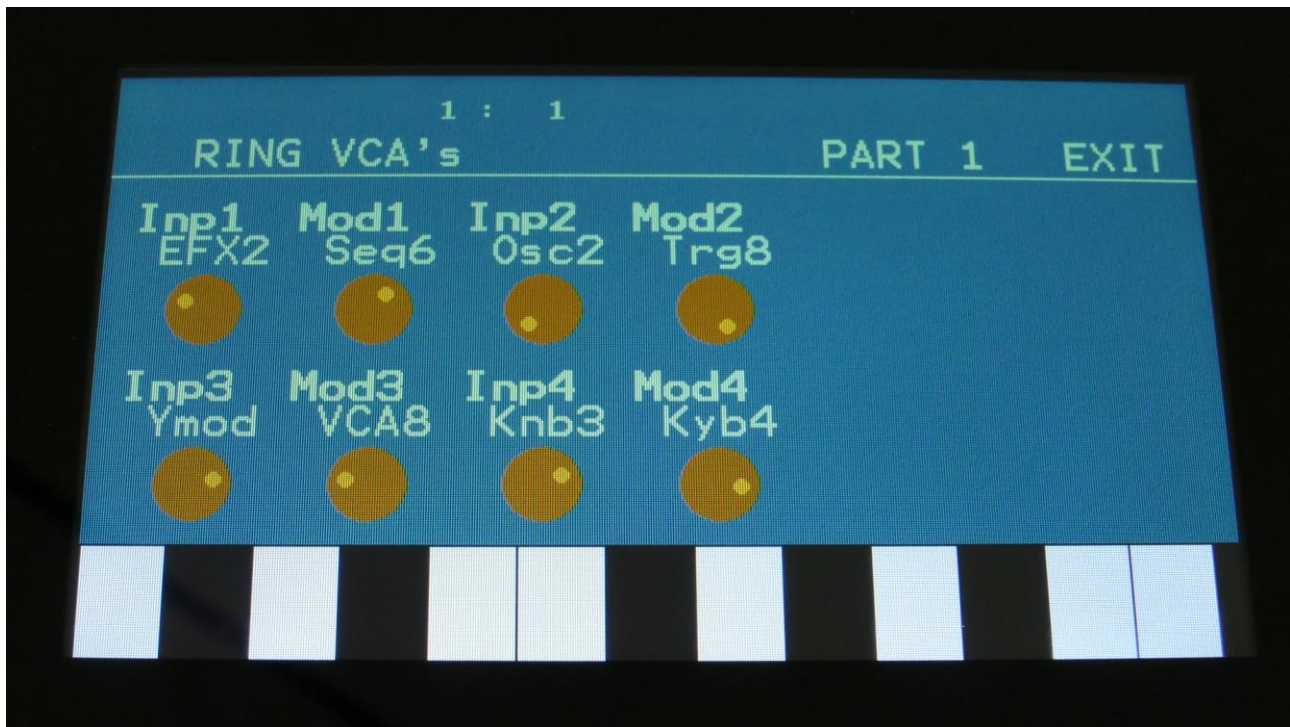 1 : 1
RING VCA's PART 1 EXIT
Inp1 Mod1 Inp2 Mod2
EFX2 Seq6 Osc2 Trg8
Inp3 Mod3 Inp4 Mod4
Ymod VCA8 Knb3 Kyb4